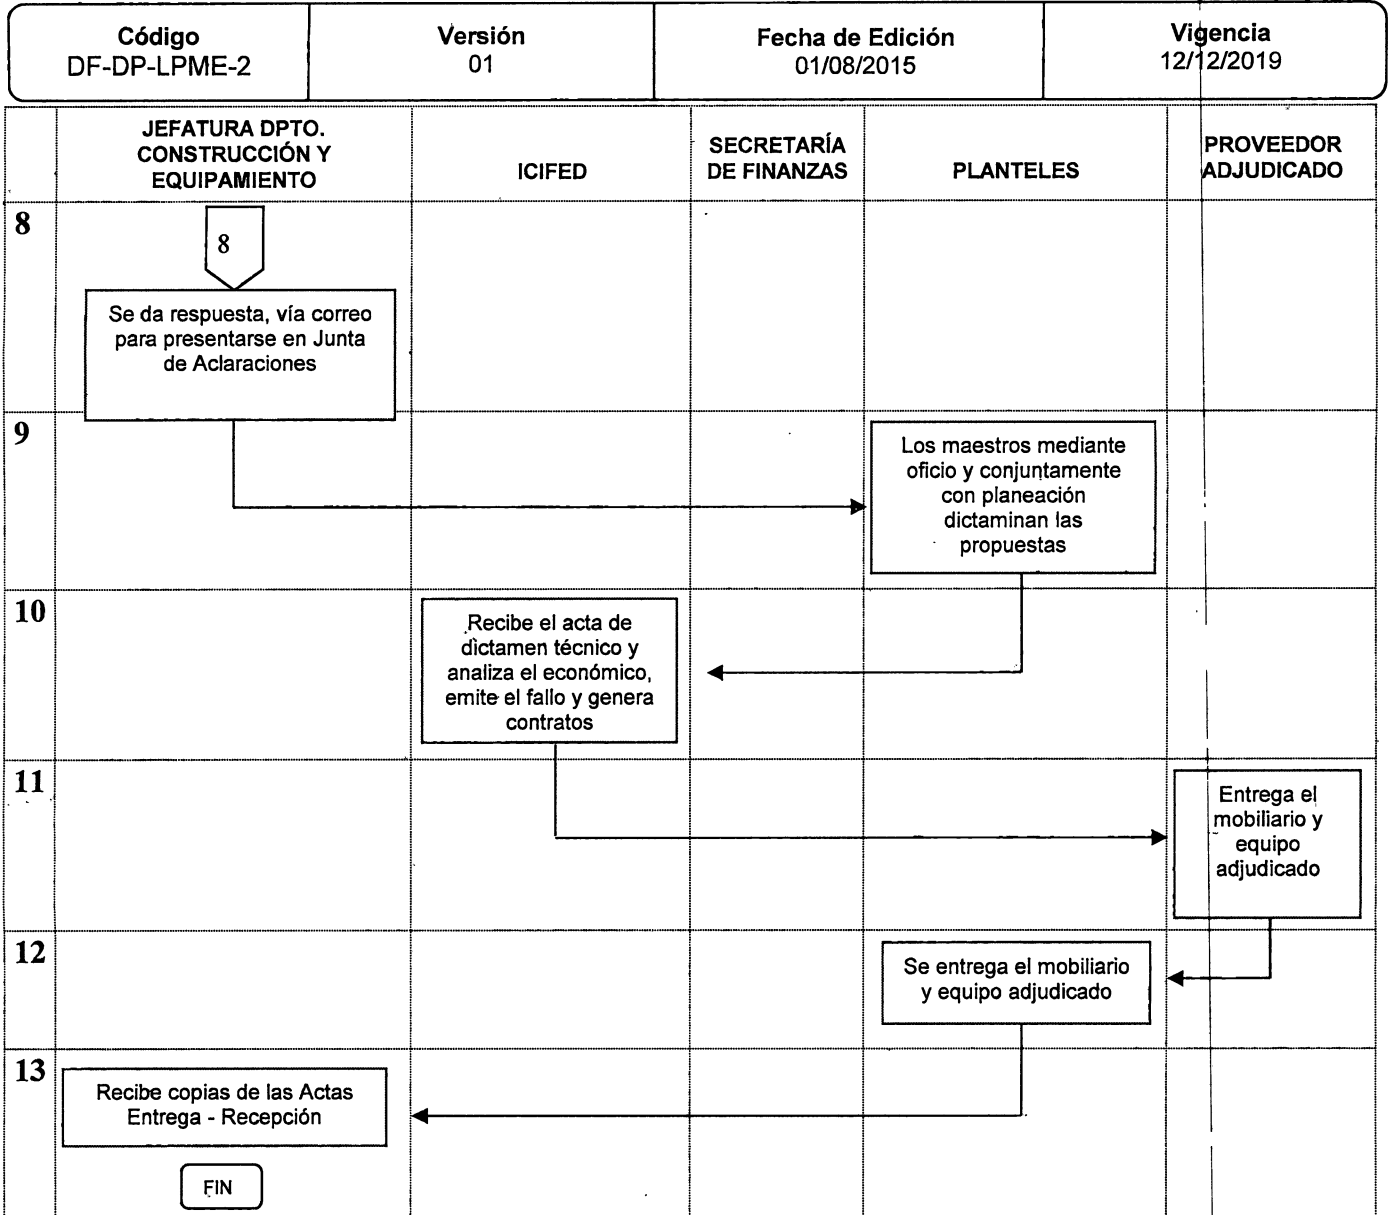 Código
DF-DP-LPME-2
Versión
01
Fecha de Edición
01/08/2015
Vigencia
12/12/2019
JEFATURA DPTO.
CONSTRUCCIÓN Y
EQUIPAMIENTO
ICIFED
SECRETARÍA
DE FINANZAS
PLANTELES
PROVEEDOR
ADJUDICADO
8
8
Se da respuesta, vía correo
para presentarse en Junta
de Aclaraciones
9
Los maestros mediante
oficio y conjuntamente
con planeación
dictaminan las
propuestas
10
Recibe el acta de
dictamen técnico y
analiza el económico,
emite el fallo y genera
contratos
11
Entrega el
mobiliario y
equipo
adjudicado
12
Se entrega el mobiliario
y equipo adjudicado
13
Recibe copias de las Actas
Entrega - Recepción
FIN